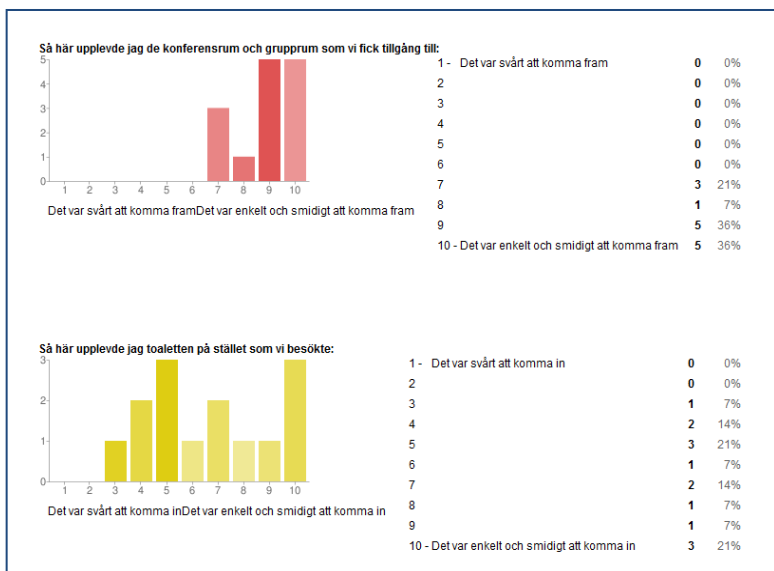 Så här upplevde jag de konferensrum och grupprum som vi fick tillgång till:
5
4
3
2
1
0
1 2 3 4 5 6 7 8 9 10
Det var svårt att komma framDet var enkelt och smidigt att komma fram
1 - Det var svårt att komma fram 0 0%
2 0 0%
3 0 0%
4 0 0%
5 0 0%
6 0 0%
7 3 21%
8 1 7%
9 5 36%
10 - Det var enkelt och smidigt att komma fram 5 36%
Så här upplevde jag toaletten på stället som vi besökte:
3
2
1
0
1 2 3 4 5 6 7 8 9 10
Det var svårt att komma inDet var enkelt och smidigt att komma in
1 - Det var svårt att komma in 0 0%
2 0 0%
3 1 7%
4 2 14%
5 3 21%
6 1 7%
7 2 14%
8 1 7%
9 1 7%
10 - Det var enkelt och smidigt att komma in 3 21%